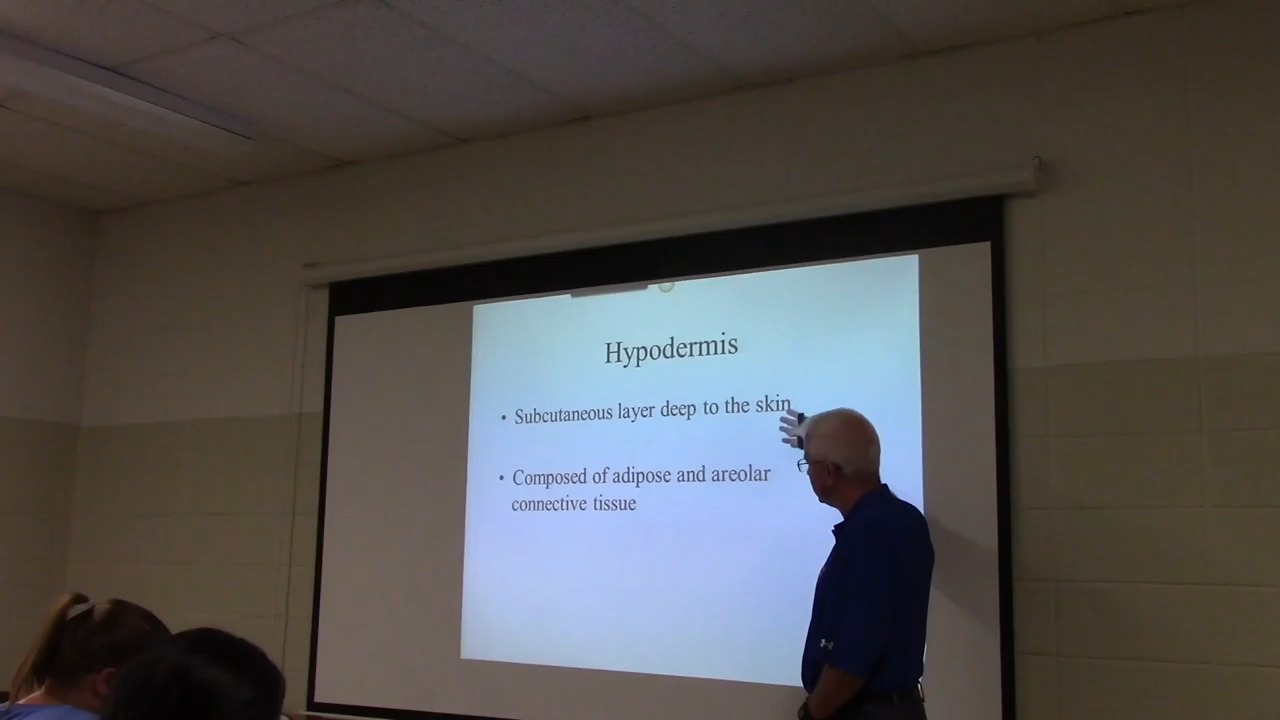 Hypodermis
• Subcutaneous layer deep to the skin
• Composed of adipose and areolar
connective tissue